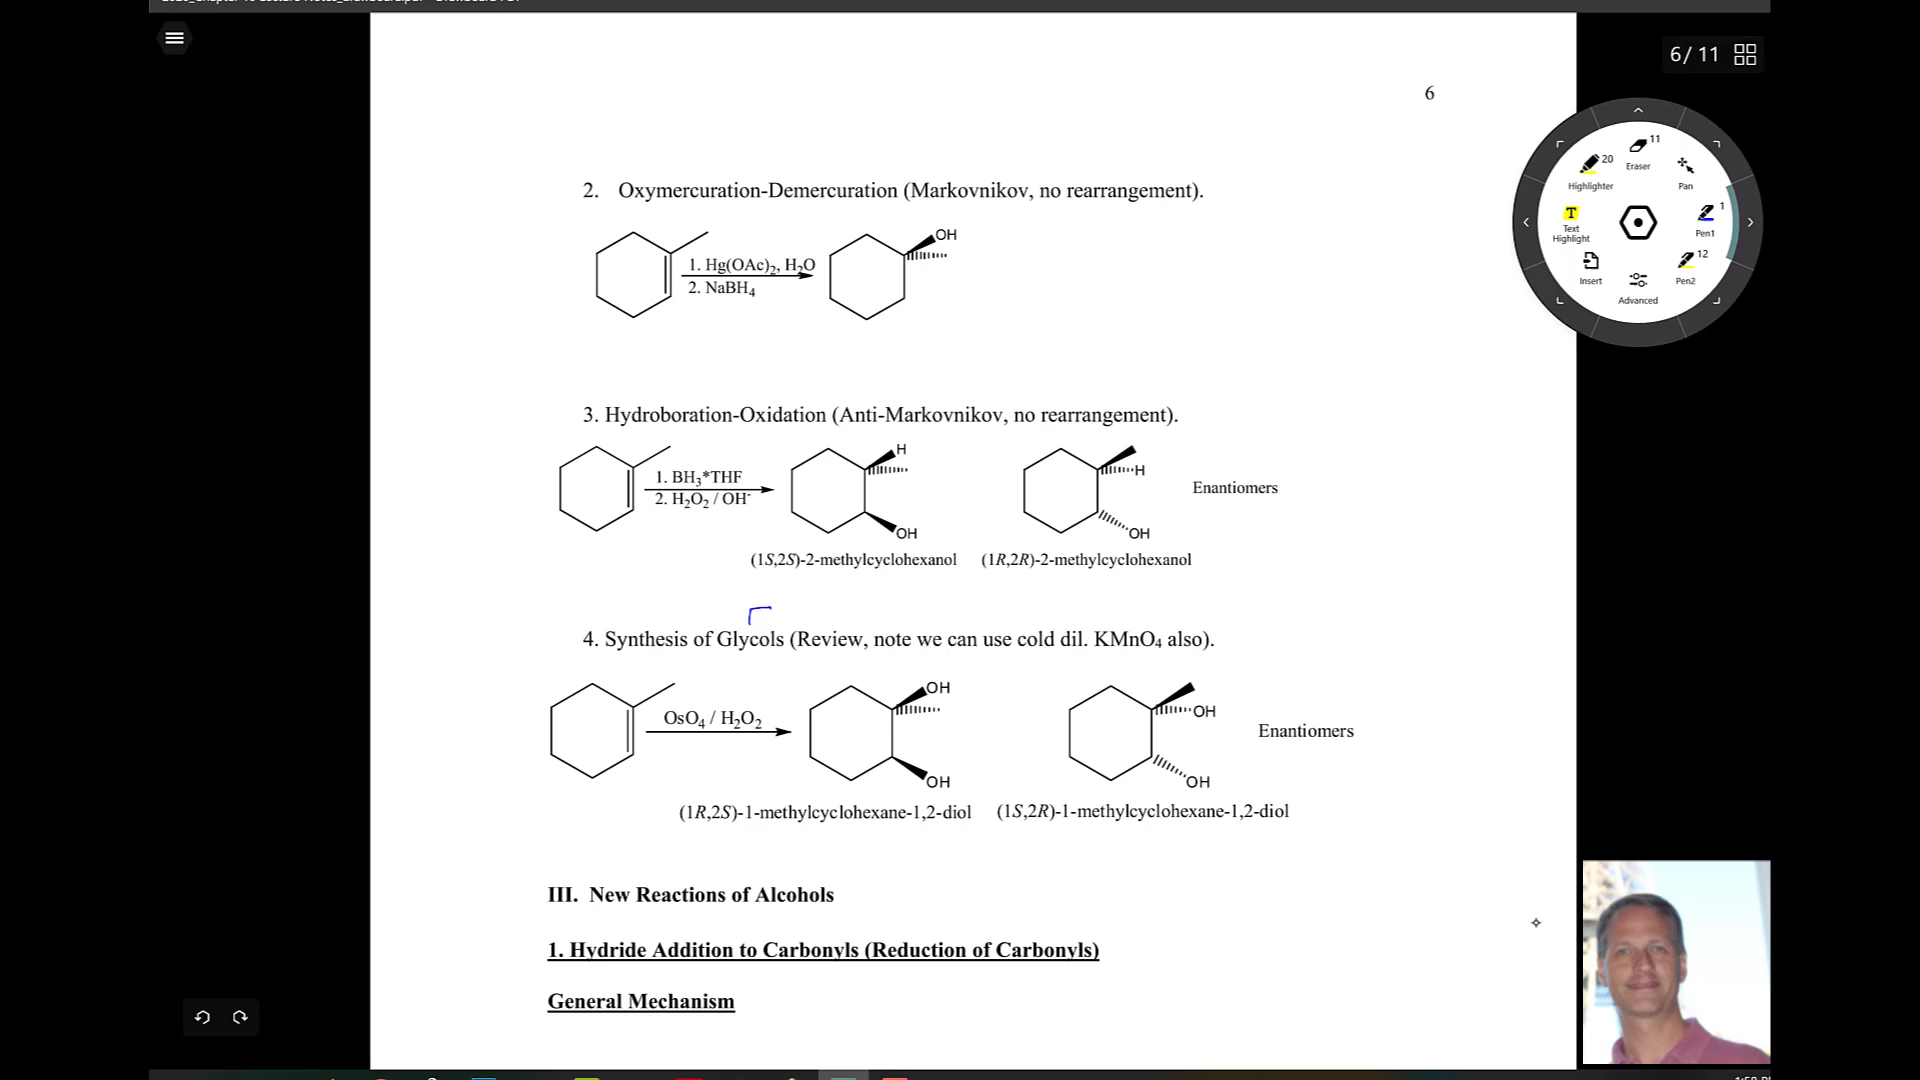 6/ 11
6
11
Eraser
20
Highlighter
Pan
T
Text
Highlight
1
Pen1
Insert
12
Pen2
Advanced
2. Oxymercuration-Demercuration (Markovnikov, no rearrangement).
1. Hg(OAc)2, H2O
2. NaBH4
OH
3. Hydroboration-Oxidation (Anti-Markovnikov, no rearrangement).
1. BH3*THF
2. H2O2 / OH-
H
OH
H
OH
Enantiomers
(1S,2S)-2-methylcyclohexanol (1R,2R)-2-methylcyclohexanol
4. Synthesis of Glycols (Review, note we can use cold dil. KMnO4 also).
OsO4 / H2O2
OH
OH
OH
OH
Enantiomers
(1R,2S)-1-methylcyclohexane-1,2-diol (1S,2R)-1-methylcyclohexane-1,2-diol
III. New Reactions of Alcohols
1. Hydride Addition to Carbonyls (Reduction of Carbonyls)
General Mechanism